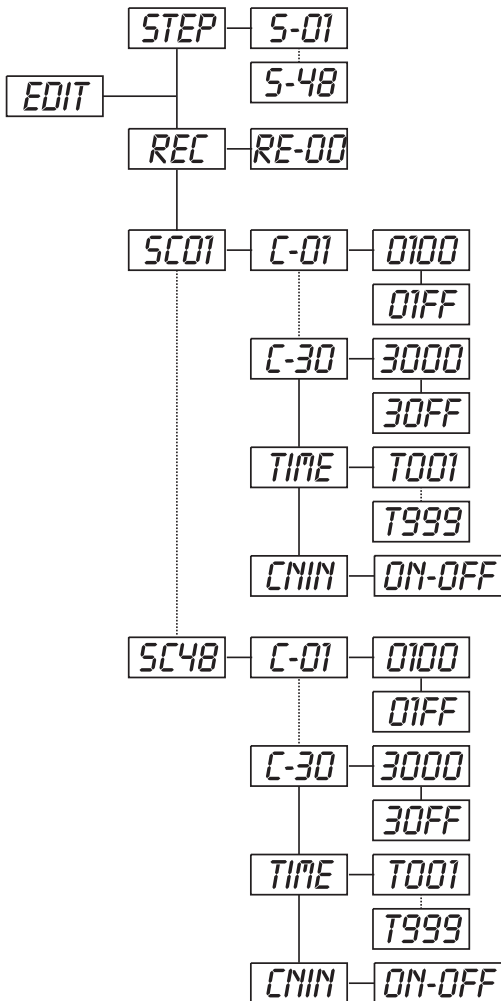 STEP S-01
S-48
EDIT
REC RE-00
SC01 C-01 0100
01FF
C-30 3000
30FF
TIME T001
T999
CNIN ON-OFF
SC48 C-01 0100
01FF
C-30 3000
30FF
TIME T001
T999
CNIN ON-OFF